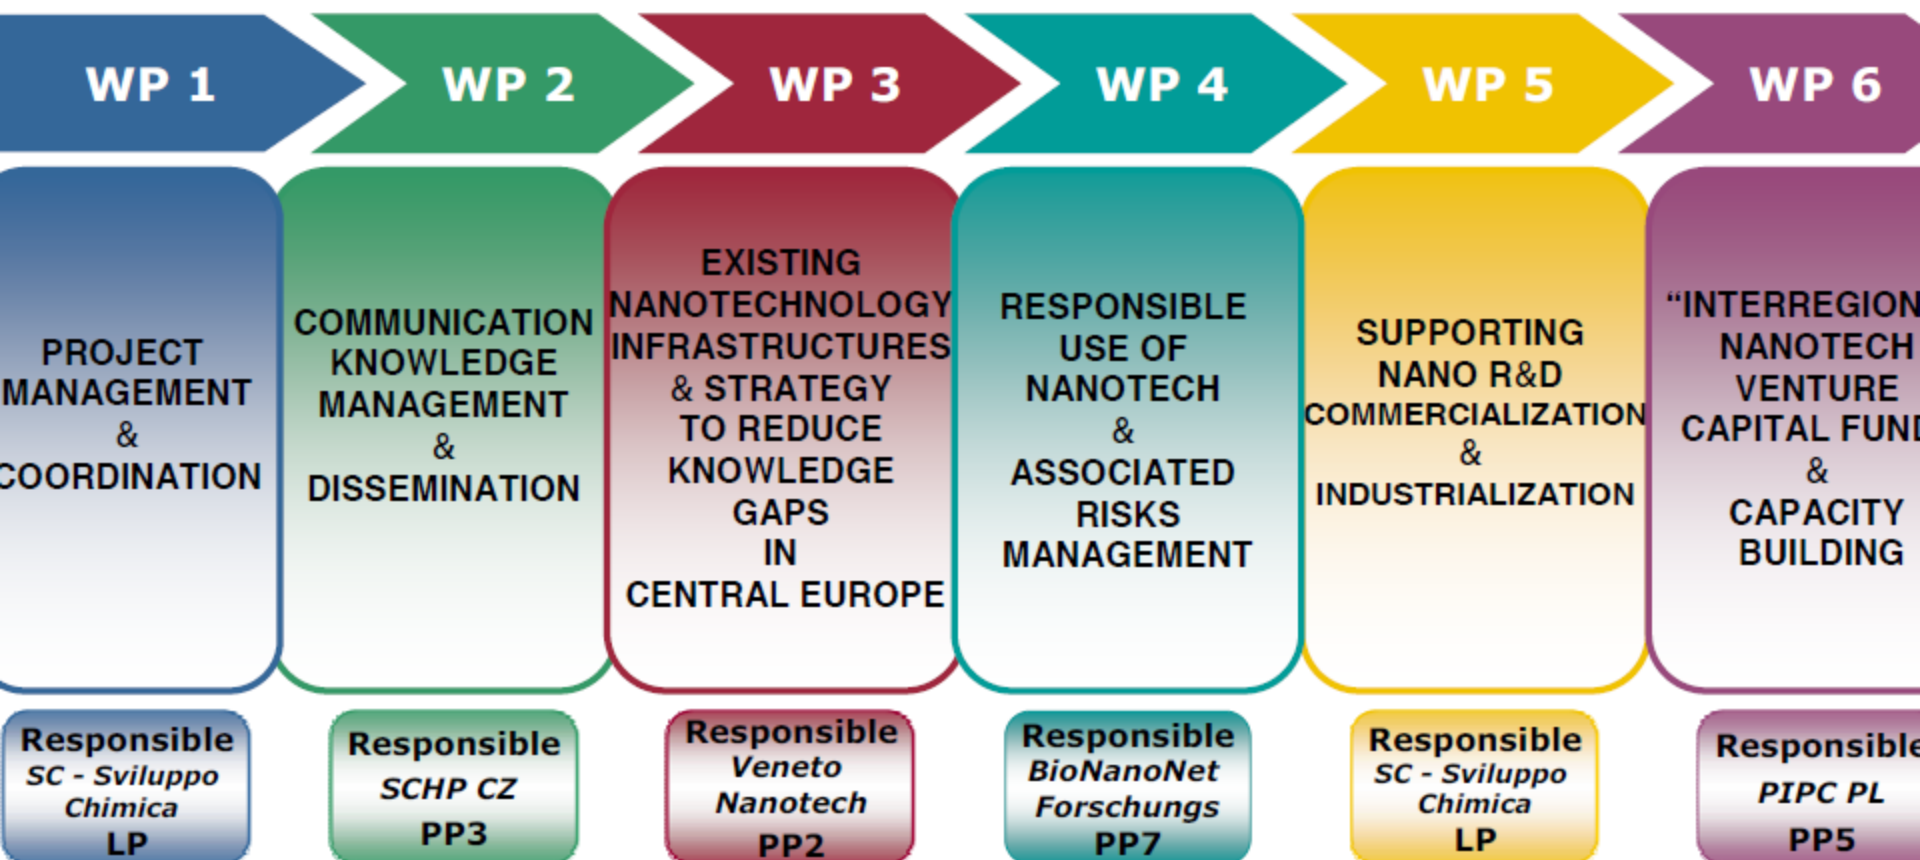 WP 1
WP 2
WP 3
WP 4
WP 5
WP 6
PROJECT
MANAGEMENT
&
COORDINATION
COMMUNICATION
KNOWLEDGE
MANAGEMENT
&
DISSEMINATION
EXISTING
NANOTECHNOLOGY
INFRASTRUCTURES
& STRATEGY
TO REDUCE
KNOWLEDGE
GAPS
IN
CENTRAL EUROPE
RESPONSIBLE
USE OF
NANOTECH
&
ASSOCIATED
RISKS
MANAGEMENT
SUPPORTING
NANO R&D
COMMERCIALIZATION
&
INDUSTRIALIZATION
“INTERREGION
NANOTECH
VENTURE
CAPITAL FUND
&
CAPACITY
BUILDING
Responsible
SC - Sviluppo
Chimica
LP
Responsible
SCHP CZ
PP3
Responsible
Veneto
Nanotech
PP2
Responsible
BioNanoNet
Forschungs
PP7
Responsible
SC - Sviluppo
Chimica
LP
Responsible
PIPC PL
PP5